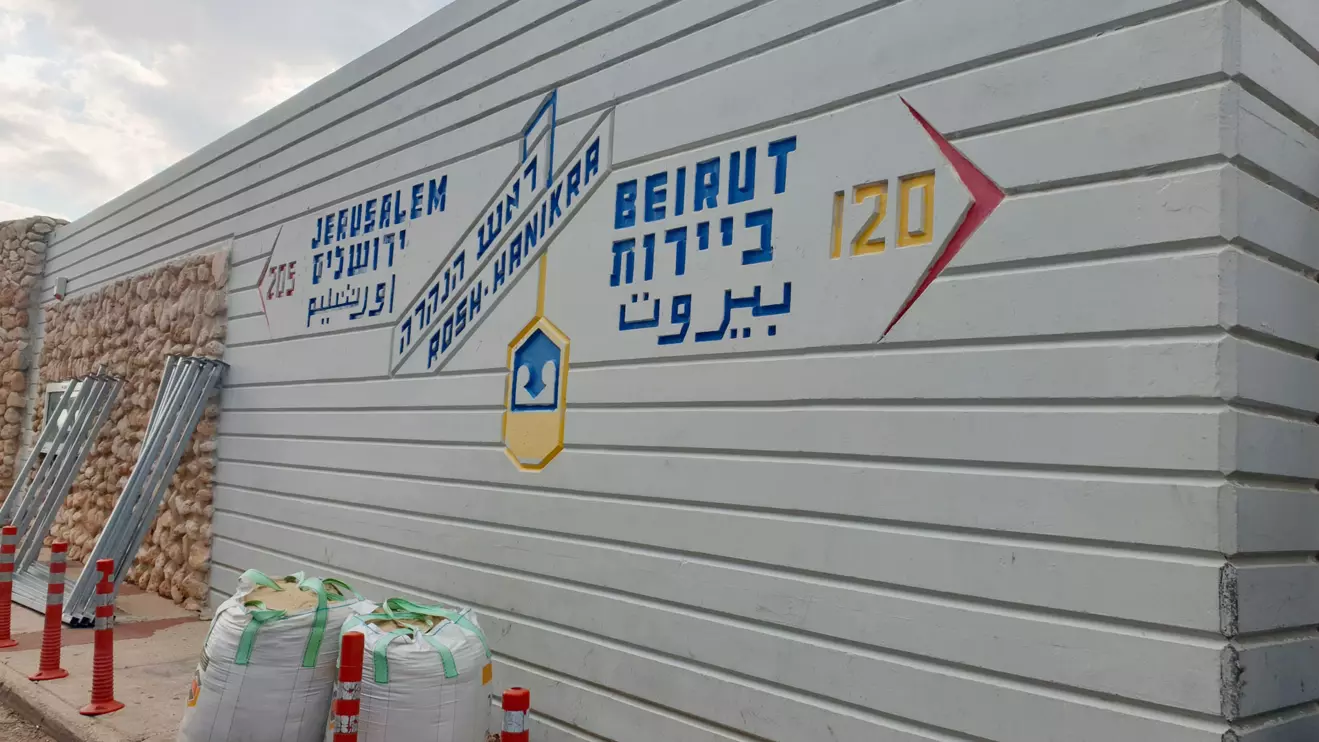 JERUSALEM
ירושלים
اورشليم
205
ראש הנקרה
ROSH-HANIKRA
BEIRUT
ביירות
بيروت
120